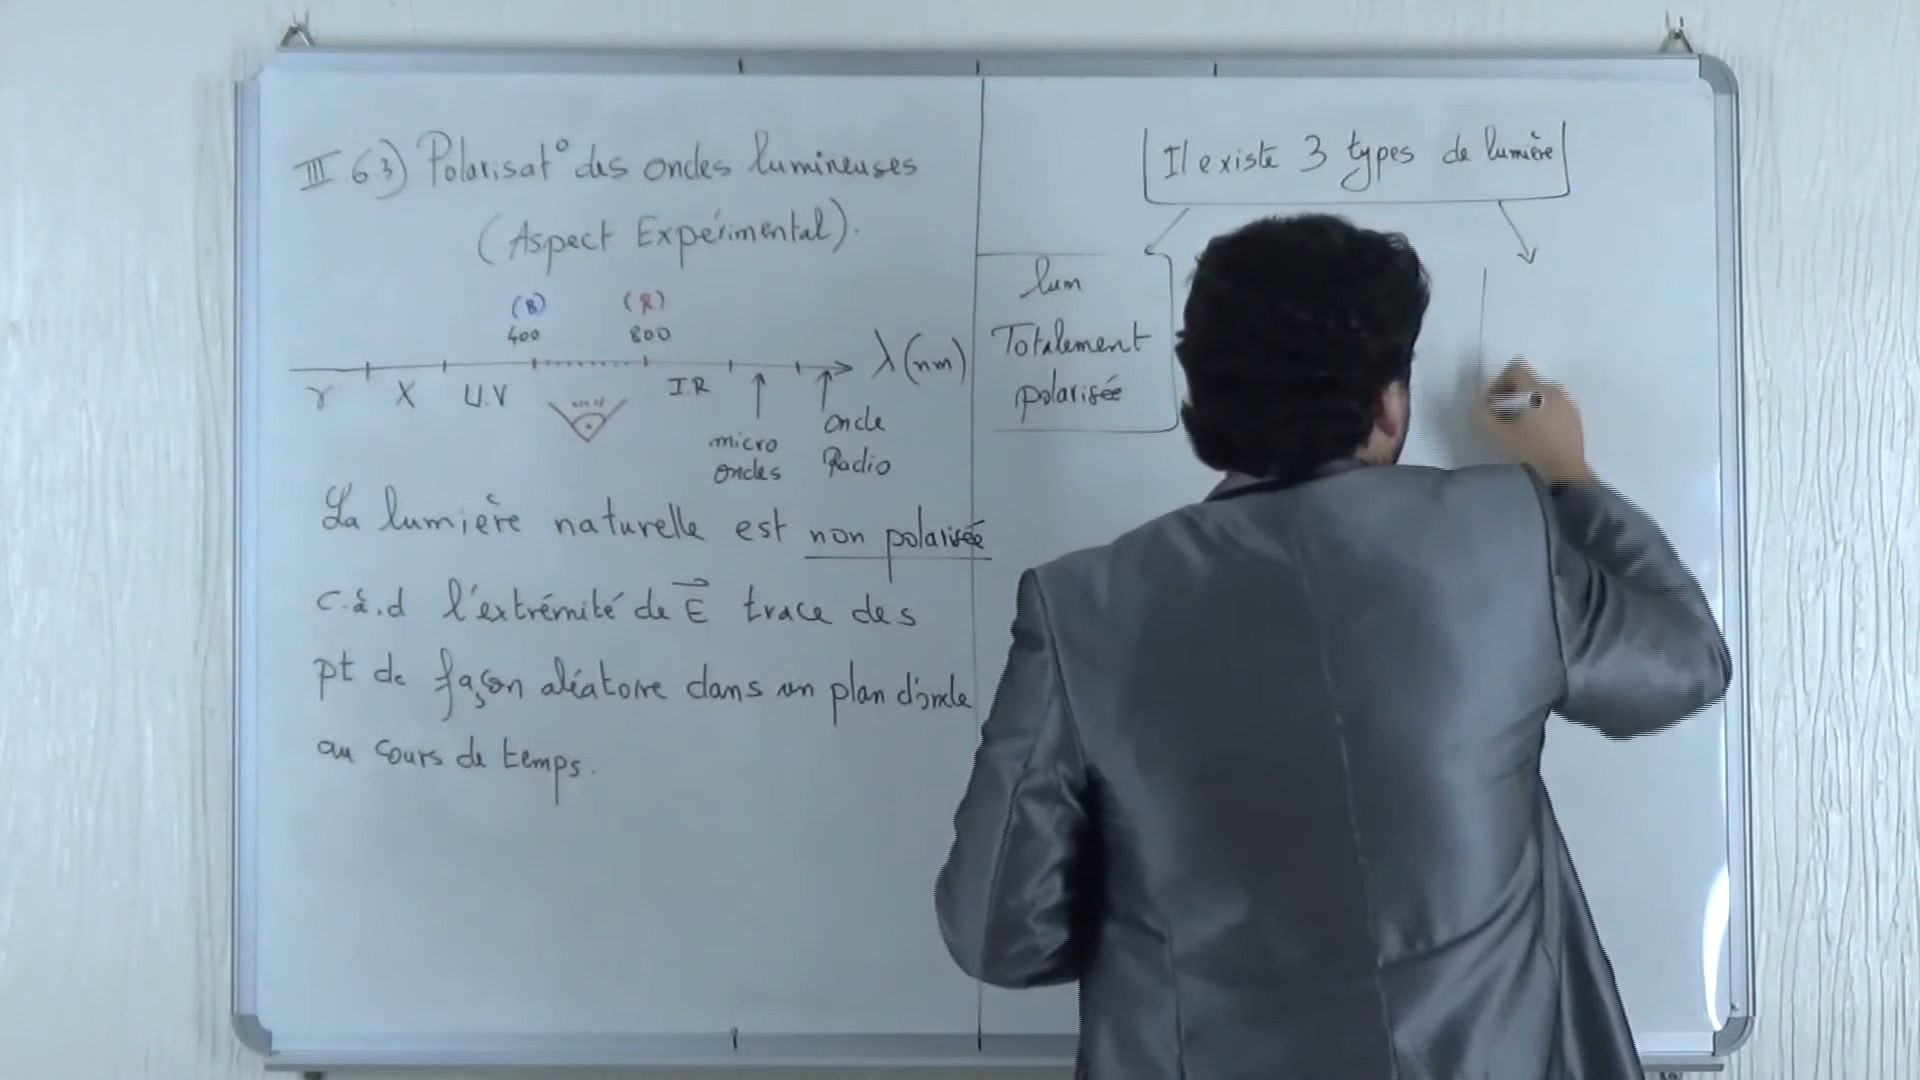 III.6.3) Polarisat° des ondes lumineuses
(Aspect Expérimental).
(B) (R)
400 800
λ(nm)
γ X U.V I.R
micro
ondes
onde
Radio
La lumière naturelle est non polarisée
c.à.d l'extrémité de E⃗ trace des
pt de façon aléatoire dans un plan d'onde
au cours de temps.
Il existe 3 types de lumière
lum
Totalement
polarisée